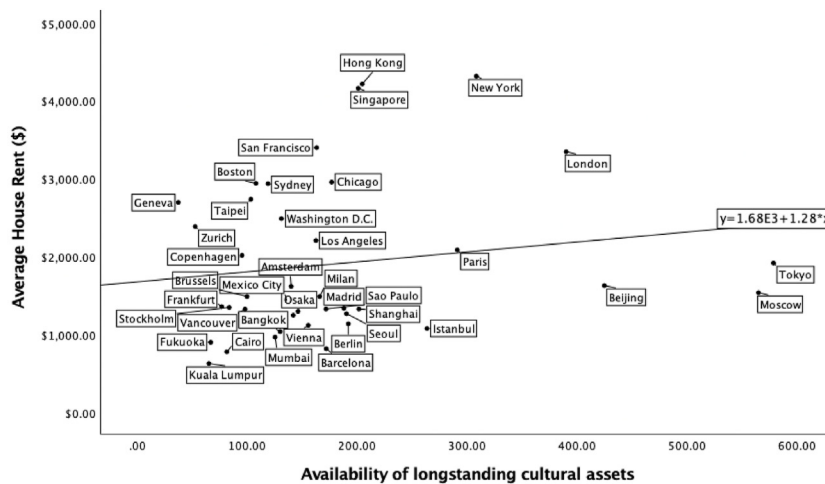 $5,000.00
Hong Kong
New York
$4,000.00
Singapore
San Francisco
London
Boston
$3,000.00
Sydney
Chicago
Geneva
Taipei
Washington D.C.
y=1.68E3+1.28*
Zurich
Los Angeles
Copenhagen
$2,000.00
Amsterdam
Paris
Tokyo
Brussels
Mexico City
Milan
Frankfurt
Osaka
Madrid
Sao Paulo
Beijing
Moscow
Stockholm
Vancouver
Bangkok
Shanghai
$1,000.00
Fukuoka
Cairo
Vienna
Seoul
Istanbul
Berlin
Mumbai
Barcelona
Kuala Lumpur
$0.00
.00 100.00 200.00 300.00 400.00 500.00 600.00
Average House Rent ($)
Availability of longstanding cultural assets